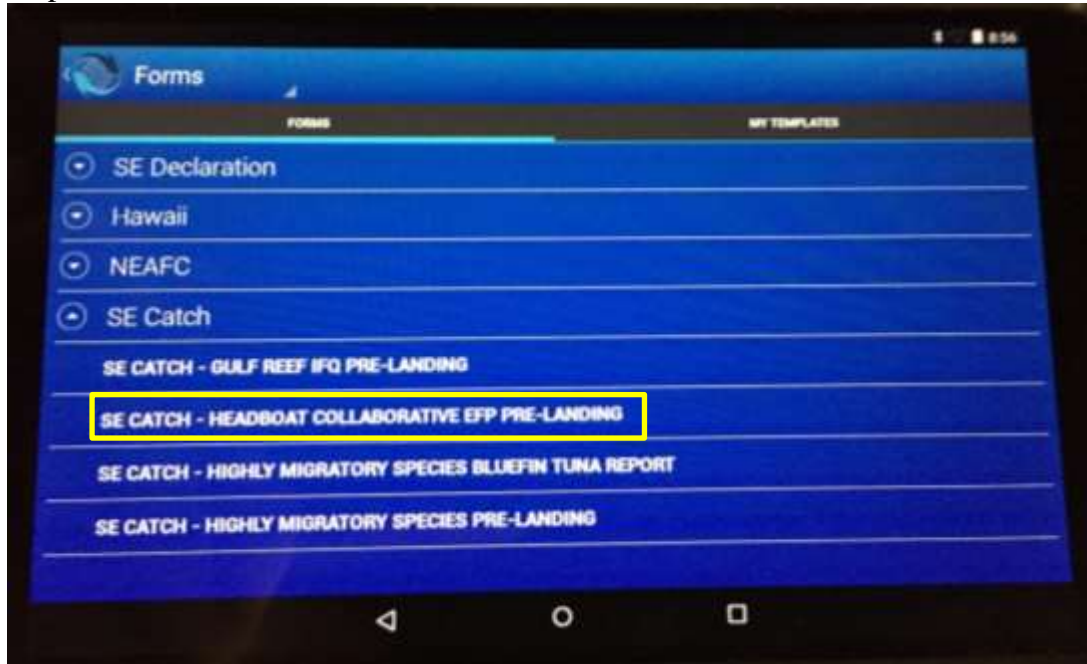 8:56
Forms
FORMS MY TEMPLATES
SE Declaration
Hawaii
NEAFC
SE Catch
SE CATCH - GULF REEF IFQ PRE-LANDING
SE CATCH - HEADBOAT COLLABORATIVE EFP PRE-LANDING
SE CATCH - HIGHLY MIGRATORY SPECIES BLUEFIN TUNA REPORT
SE CATCH - HIGHLY MIGRATORY SPECIES PRE-LANDING